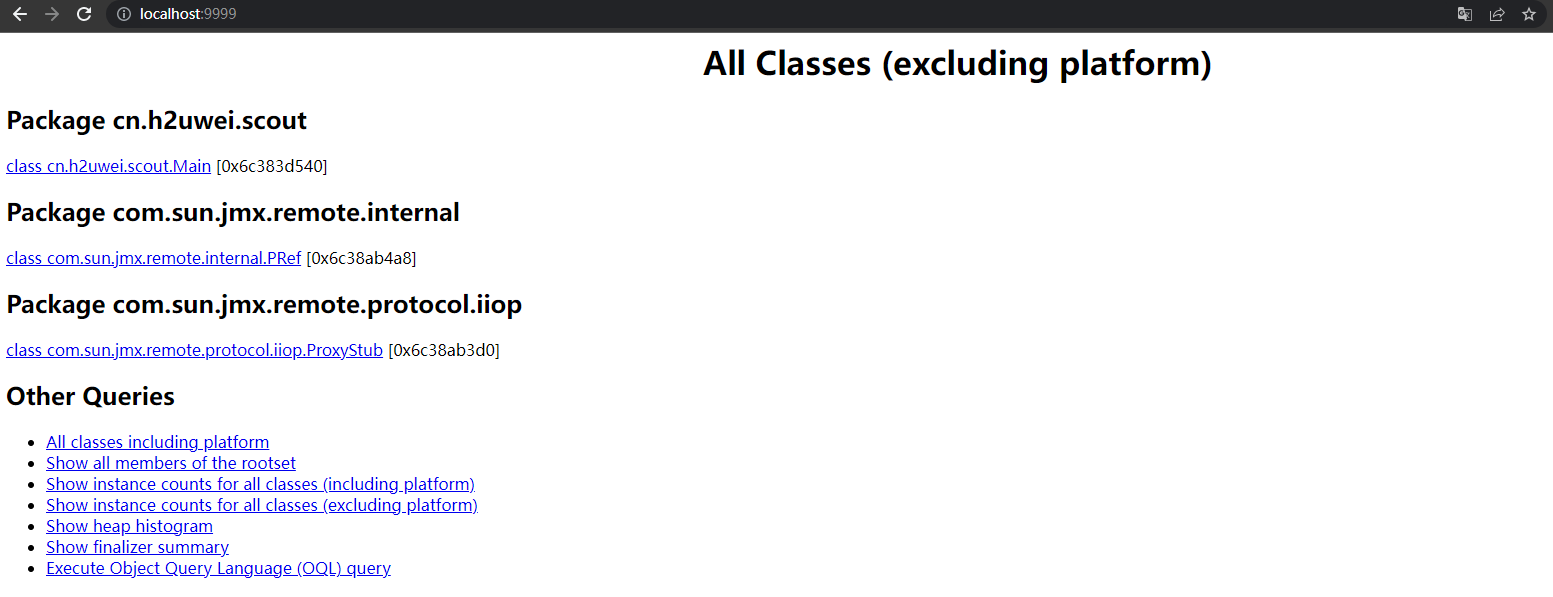 localhost:9999
All Classes (excluding platform)
Package cn.h2uwei.scout
class cn.h2uwei.scout.Main [0x6c383d540]
Package com.sun.jmx.remote.internal
class com.sun.jmx.remote.internal.PRef [0x6c38ab4a8]
Package com.sun.jmx.remote.protocol.iiop
class com.sun.jmx.remote.protocol.iiop.ProxyStub [0x6c38ab3d0]
Other Queries
All classes including platform
Show all members of the rootset
Show instance counts for all classes (including platform)
Show instance counts for all classes (excluding platform)
Show heap histogram
Show finalizer summary
Execute Object Query Language (OQL) query